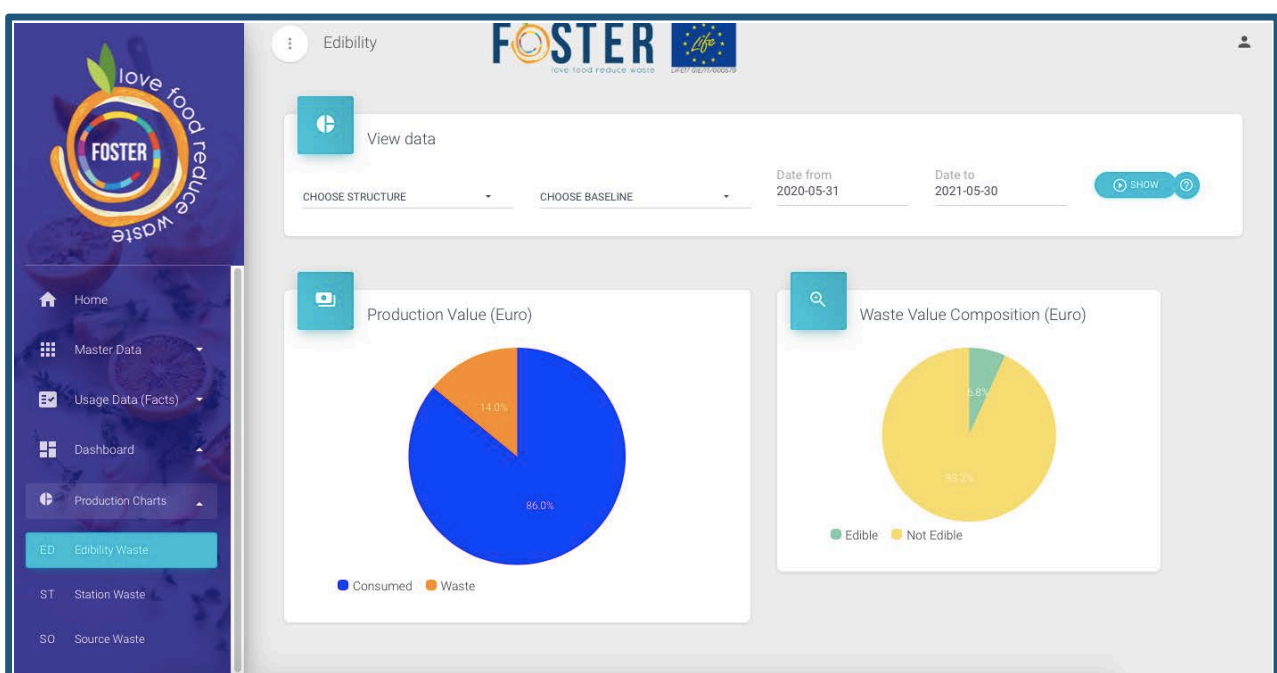 love food reduce waste
FOSTER
Home
Master Data
Usage Data (Facts)
Dashboard
Production Charts
ED Edibility Waste
ST Station Waste
SO Source Waste
Edibility
FOSTER
love food reduce waste
Life
View data
CHOOSE STRUCTURE
CHOOSE BASELINE
Date from
2020-05-31
Date to
2021-05-30
SHOW
Production Value (Euro)
14.0%
86.0%
Consumed Waste
Waste Value Composition (Euro)
6.8%
93.2%
Edible Not Edible